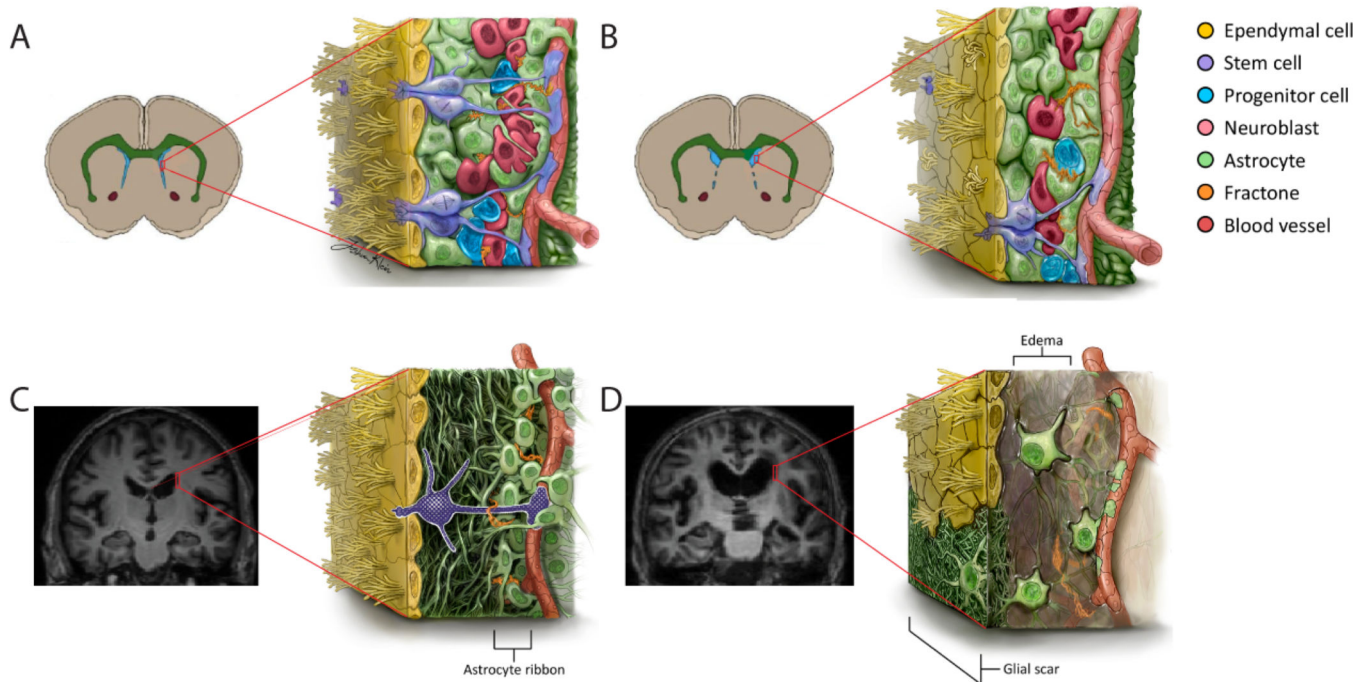 A
B
Ependymal cell
Stem cell
Progenitor cell
Neuroblast
Astrocyte
Fractone
Blood vessel
C
D
Edema
Astrocyte ribbon
Glial scar